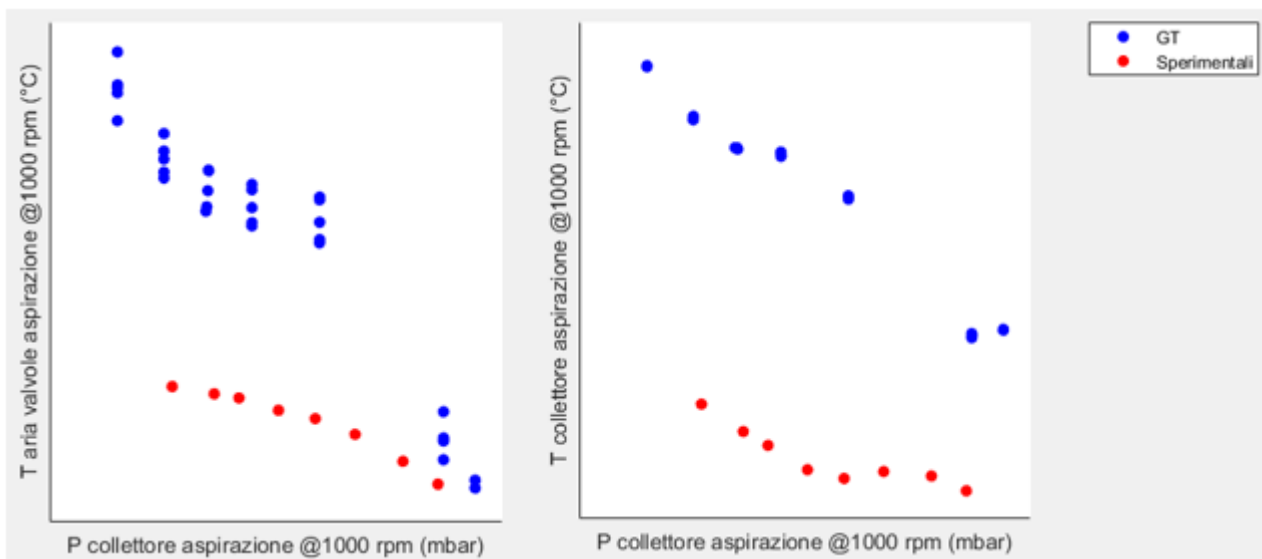 T aria valvole aspirazione @1000 rpm (°C)
P collettore aspirazione @1000 rpm (mbar)
T collettore aspirazione @1000 rpm (°C)
P collettore aspirazione @1000 rpm (mbar)
GT
Sperimentali